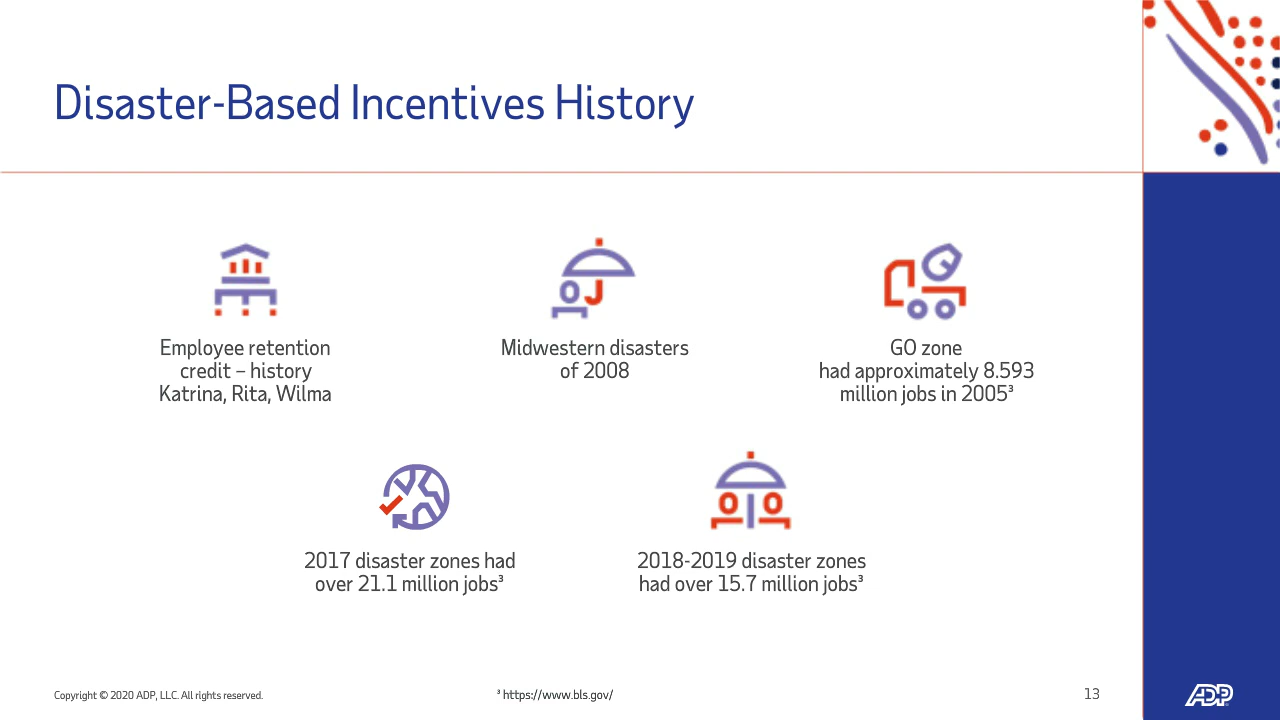 Disaster-Based Incentives History
Employee retention
credit – history
Katrina, Rita, Wilma
Midwestern disasters
of 2008
GO zone
had approximately 8.593
million jobs in 2005³
2017 disaster zones had
over 21.1 million jobs³
2018-2019 disaster zones
had over 15.7 million jobs³
Copyright © 2020 ADP, LLC. All rights reserved.
³ https://www.bls.gov/
13
ADP